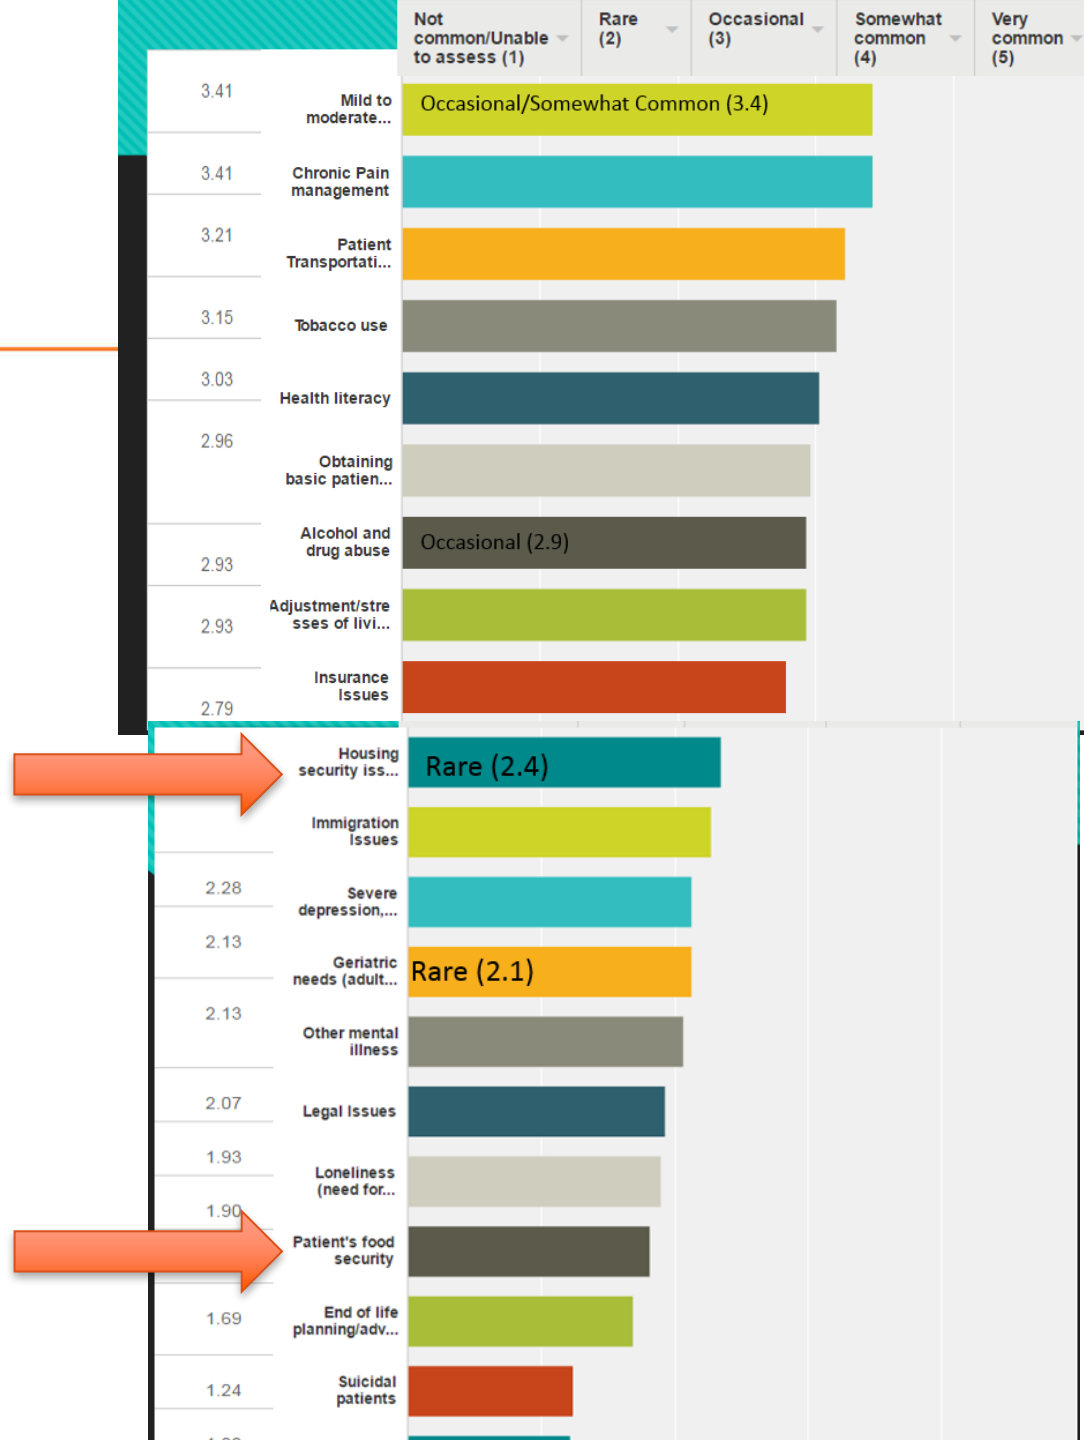 Not
common/Unable
to assess (1)
Rare
(2)
Occasional
(3)
Somewhat
common
(4)
Very
common
(5)
3.41
Mild to
moderate...
Occasional/Somewhat Common (3.4)
3.41
Chronic Pain
management
3.21
Patient
Transportati...
3.15
Tobacco use
3.03
Health literacy
2.96
Obtaining
basic patien...
2.93
Alcohol and
drug abuse
Occasional (2.9)
2.93
Adjustment/stre
sses of livi...
2.79
Insurance
Issues
Housing
security iss...
Rare (2.4)
Immigration
Issues
2.28
Severe
depression,...
2.13
Geriatric
needs (adult...
Rare (2.1)
2.13
Other mental
illness
2.07
Legal Issues
1.93
Loneliness
(need for...
1.90
Patient's food
security
1.69
End of life
planning/adv...
1.24
Suicidal
patients